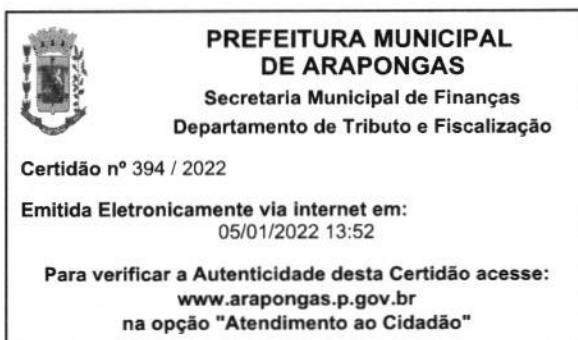 PREFEITURA MUNICIPAL
DE ARAPONGAS
Secretaria Municipal de Finanças
Departamento de Tributo e Fiscalização
Certidão nº 394 / 2022
Emitida Eletronicamente via internet em:
05/01/2022 13:52
Para verificar a Autenticidade desta Certidão acesse:
www.arapongas.p.gov.br
na opção "Atendimento ao Cidadão"